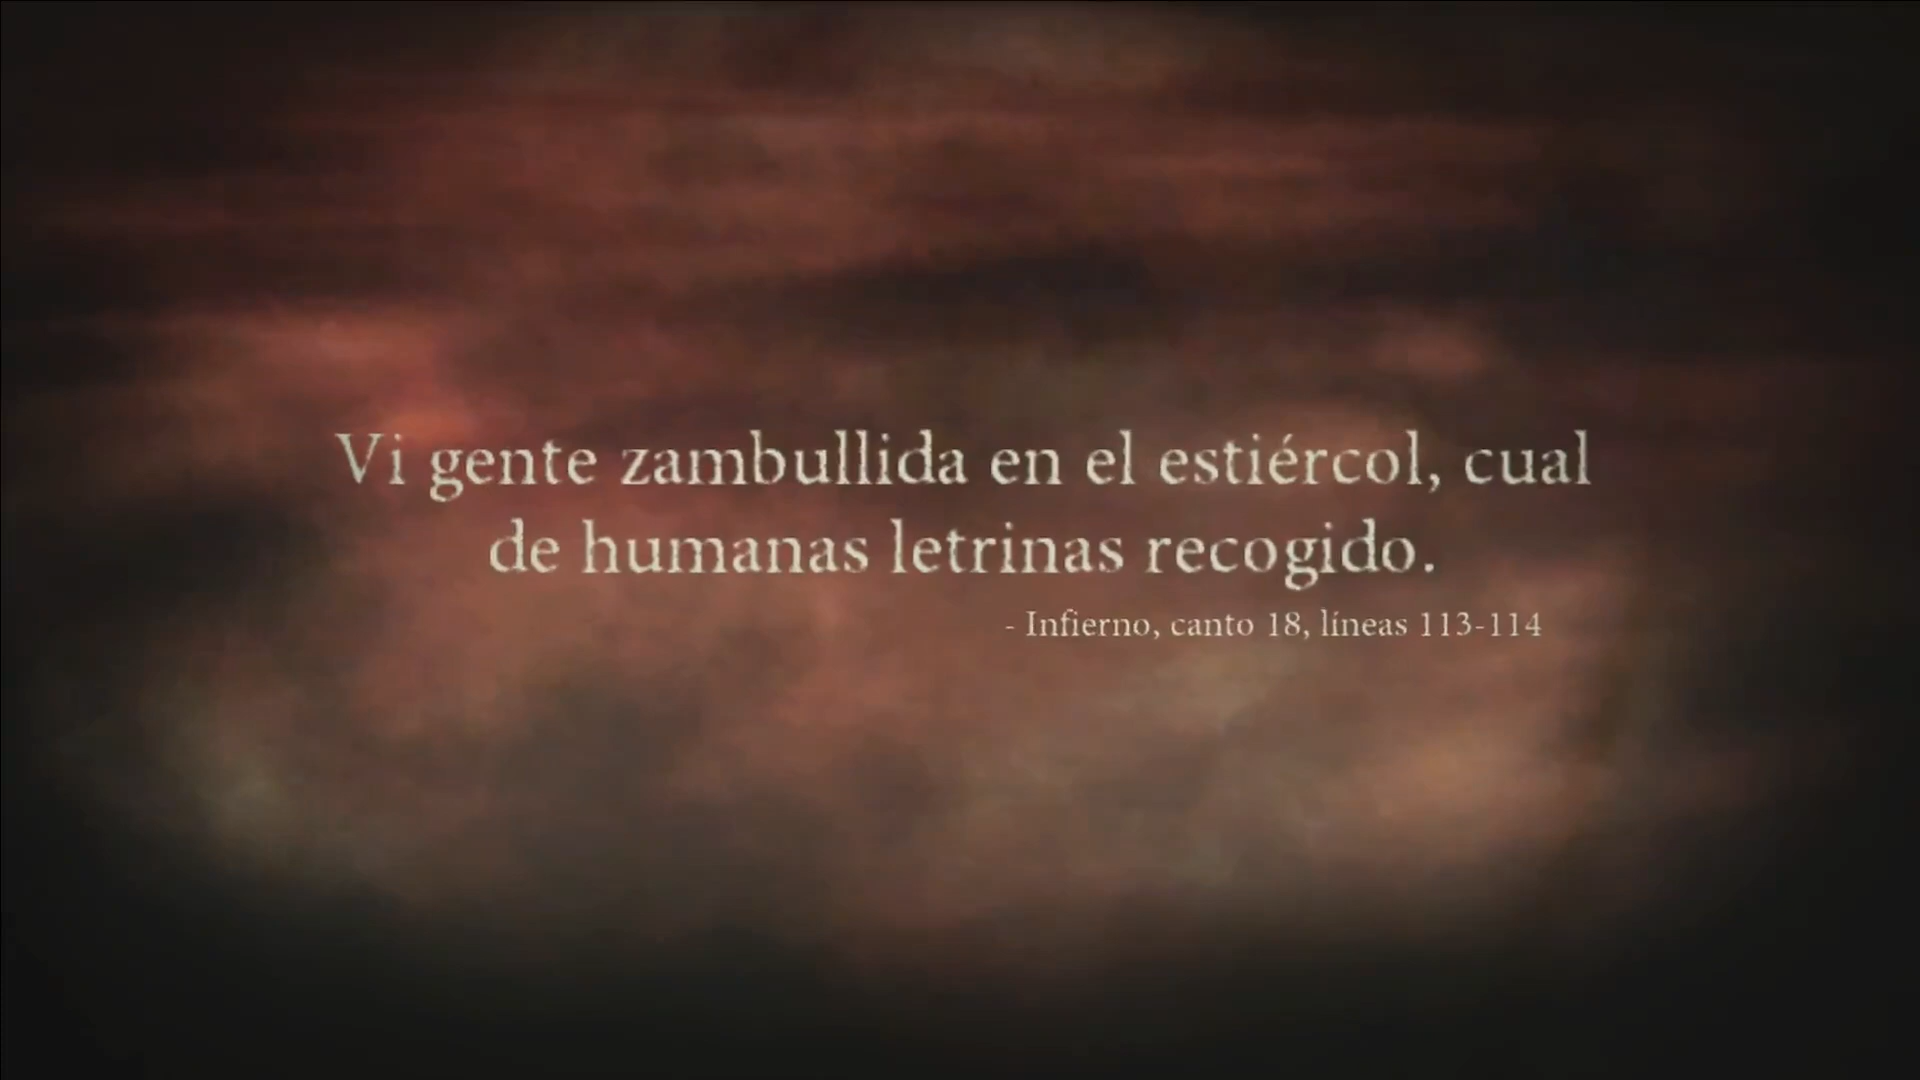 Vi gente zambullida en el estiércol, cual
de humanas letrinas recogido.
- Infierno, canto 18, líneas 113-114